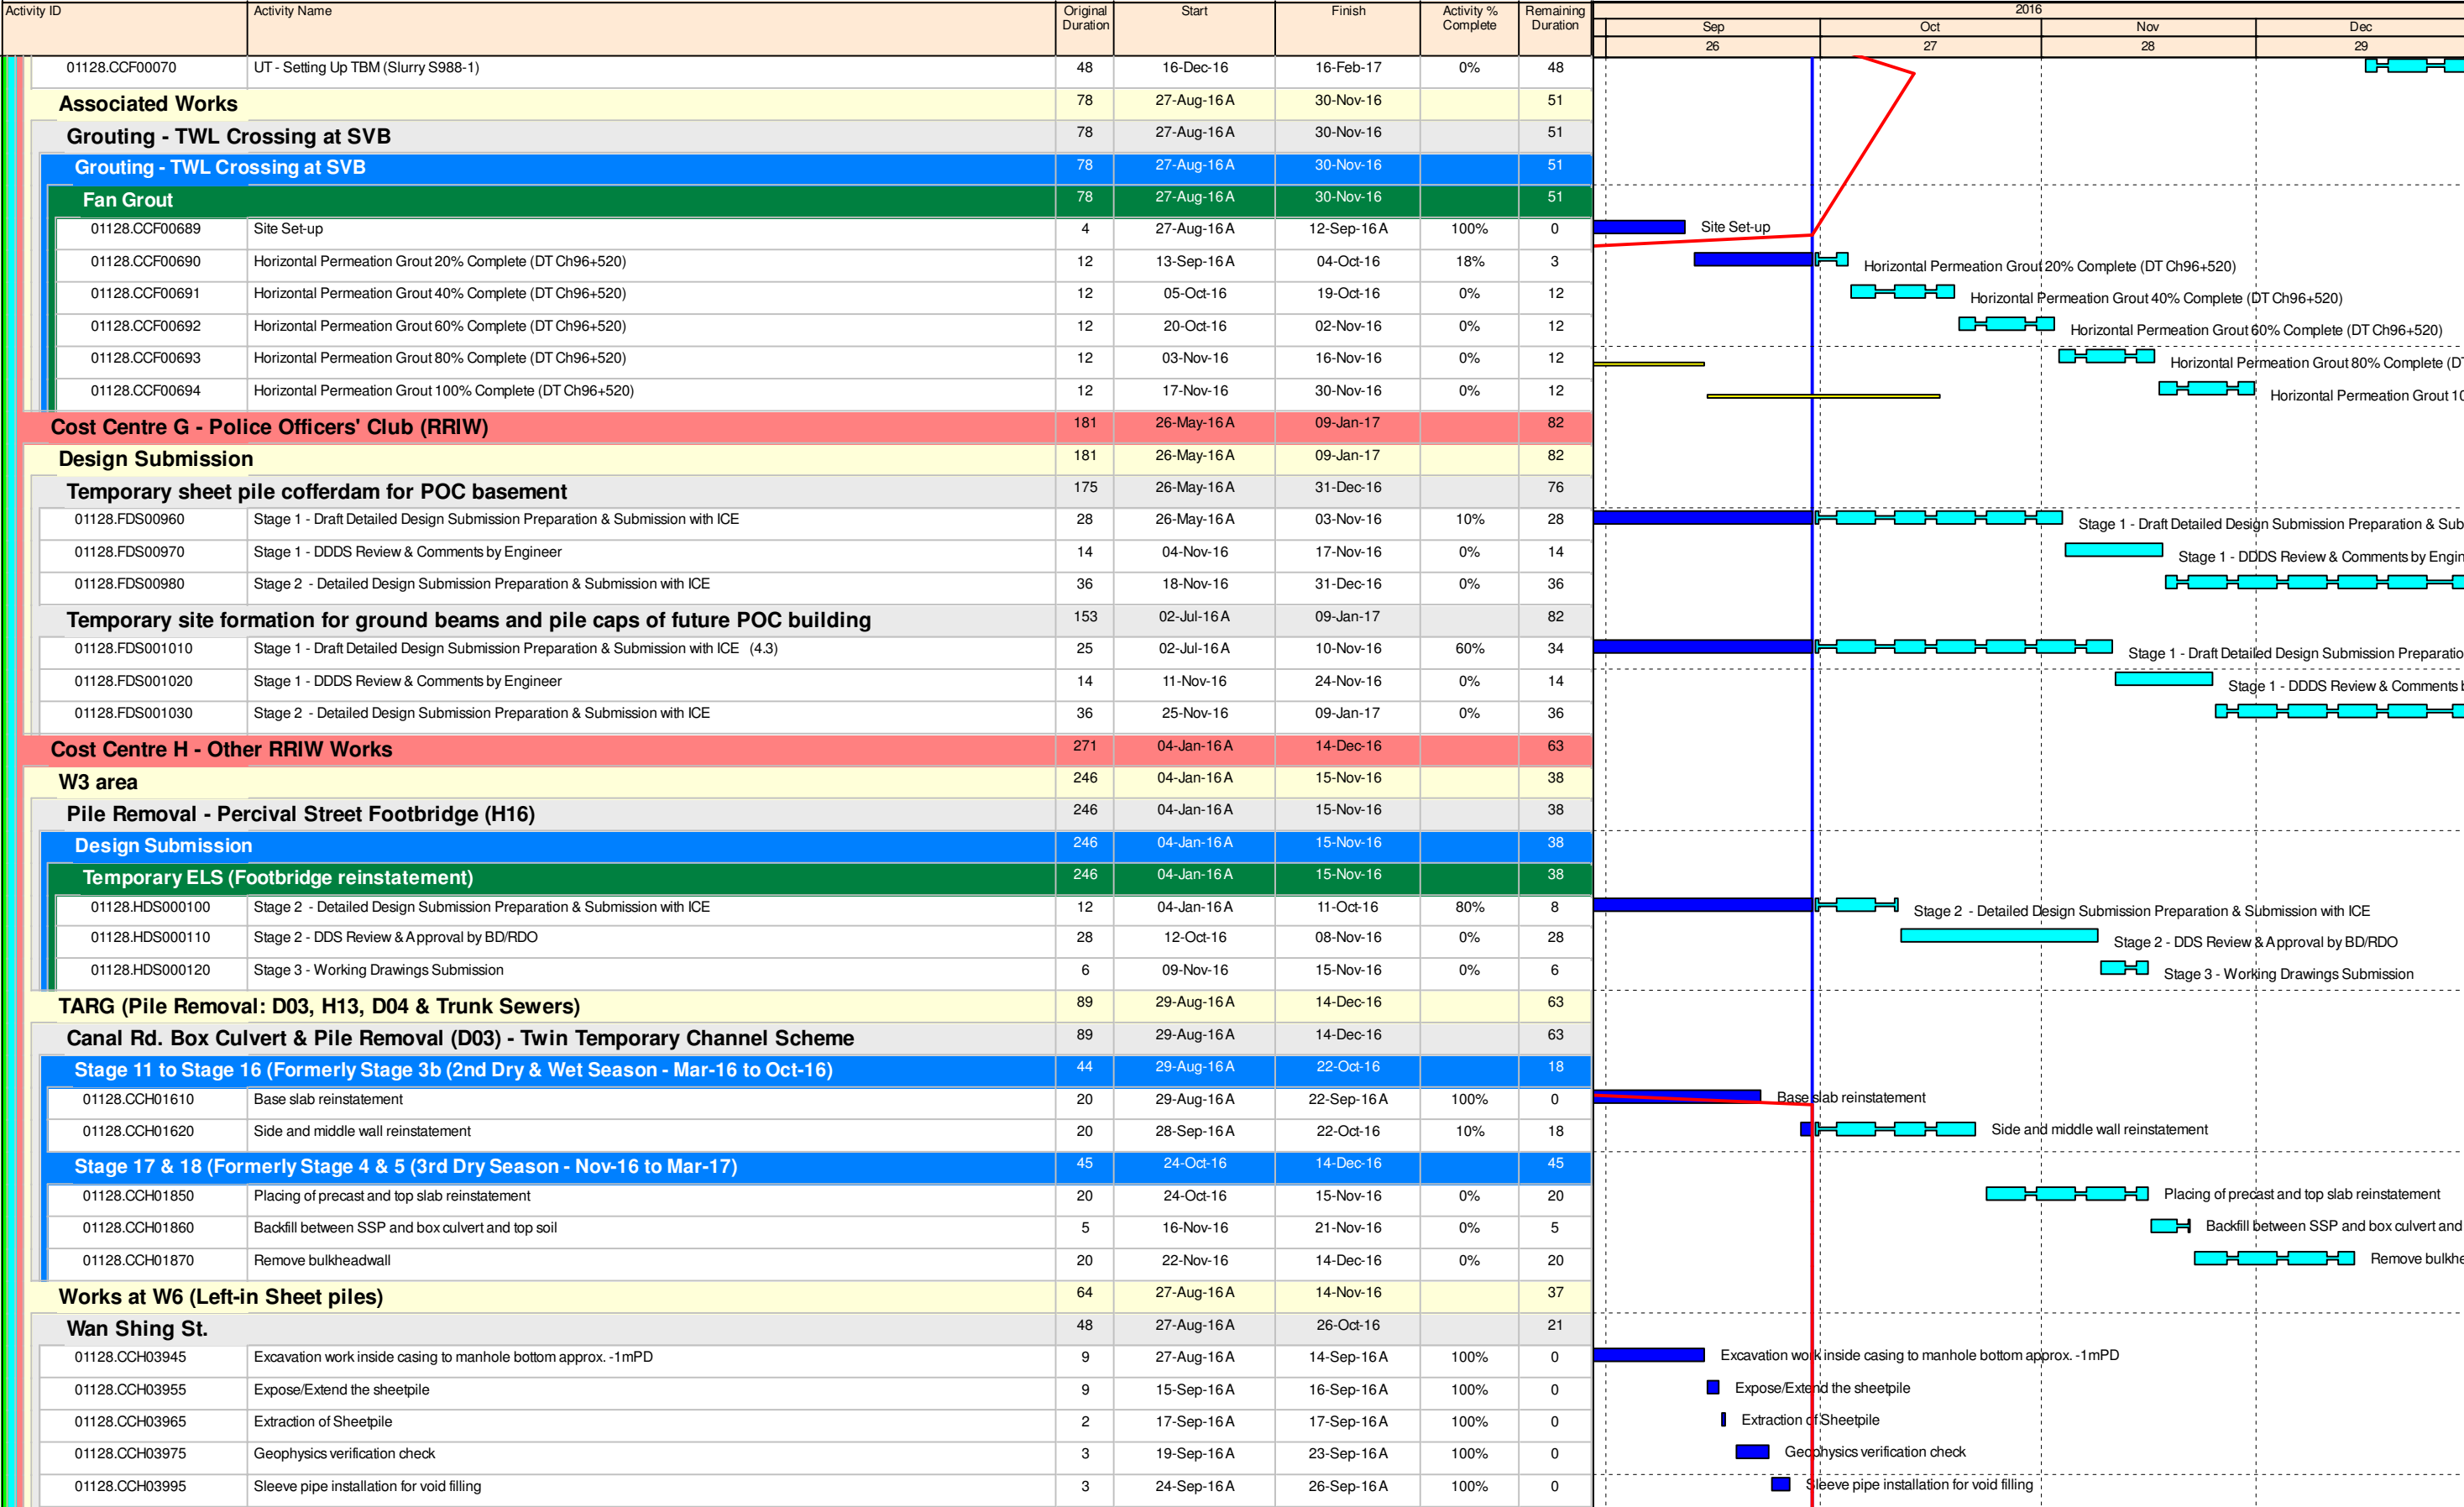 Activity ID Activity Name Original Duration Start Finish Activity % Complete Remaining Duration 2016
Sep Oct Nov Dec
26 27 28 29
01128.CCF00070 UT - Setting Up TBM (Slurry S988-1) 48 16-Dec-16 16-Feb-17 0% 48
Associated Works 78 27-Aug-16 A 30-Nov-16 51
Grouting - TWL Crossing at SVB 78 27-Aug-16 A 30-Nov-16 51
Grouting - TWL Crossing at SVB 78 27-Aug-16 A 30-Nov-16 51
Fan Grout 78 27-Aug-16 A 30-Nov-16 51
01128.CCF00689 Site Set-up 4 27-Aug-16 A 12-Sep-16 A 100% 0 Site Set-up
01128.CCF00690 Horizontal Permeation Grout 20% Complete (DT Ch96+520) 12 13-Sep-16 A 04-Oct-16 18% 3 Horizontal Permeation Grout 20% Complete (DT Ch96+520)
01128.CCF00691 Horizontal Permeation Grout 40% Complete (DT Ch96+520) 12 05-Oct-16 19-Oct-16 0% 12 Horizontal Permeation Grout 40% Complete (DT Ch96+520)
01128.CCF00692 Horizontal Permeation Grout 60% Complete (DT Ch96+520) 12 20-Oct-16 02-Nov-16 0% 12 Horizontal Permeation Grout 60% Complete (DT Ch96+520)
01128.CCF00693 Horizontal Permeation Grout 80% Complete (DT Ch96+520) 12 03-Nov-16 16-Nov-16 0% 12 Horizontal Permeation Grout 80% Complete (D
01128.CCF00694 Horizontal Permeation Grout 100% Complete (DT Ch96+520) 12 17-Nov-16 30-Nov-16 0% 12 Horizontal Permeation Grout 10
Cost Centre G - Police Officers' Club (RRIW) 181 26-May-16 A 09-Jan-17 82
Design Submission 181 26-May-16 A 09-Jan-17 82
Temporary sheet pile cofferdam for POC basement 175 26-May-16 A 31-Dec-16 76
01128.FDS00960 Stage 1 - Draft Detailed Design Submission Preparation & Submission with ICE 28 26-May-16 A 03-Nov-16 10% 28 Stage 1 - Draft Detailed Design Submission Preparation & Sub
01128.FDS00970 Stage 1 - DDDS Review & Comments by Engineer 14 04-Nov-16 17-Nov-16 0% 14 Stage 1 - DDDS Review & Comments by Engin
01128.FDS00980 Stage 2 - Detailed Design Submission Preparation & Submission with ICE 36 18-Nov-16 31-Dec-16 0% 36
Temporary site formation for ground beams and pile caps of future POC building 153 02-Jul-16 A 09-Jan-17 82
01128.FDS001010 Stage 1 - Draft Detailed Design Submission Preparation & Submission with ICE (4.3) 25 02-Jul-16 A 10-Nov-16 60% 34 Stage 1 - Draft Detailed Design Submission Preparatio
01128.FDS001020 Stage 1 - DDDS Review & Comments by Engineer 14 11-Nov-16 24-Nov-16 0% 14 Stage 1 - DDDS Review & Comments b
01128.FDS001030 Stage 2 - Detailed Design Submission Preparation & Submission with ICE 36 25-Nov-16 09-Jan-17 0% 36
Cost Centre H - Other RRIW Works 271 04-Jan-16 A 14-Dec-16 63
W3 area 246 04-Jan-16 A 15-Nov-16 38
Pile Removal - Percival Street Footbridge (H16) 246 04-Jan-16 A 15-Nov-16 38
Design Submission 246 04-Jan-16 A 15-Nov-16 38
Temporary ELS (Footbridge reinstatement) 246 04-Jan-16 A 15-Nov-16 38
01128.HDS000100 Stage 2 - Detailed Design Submission Preparation & Submission with ICE 12 04-Jan-16 A 11-Oct-16 80% 8 Stage 2 - Detailed Design Submission Preparation & Submission with ICE
01128.HDS000110 Stage 2 - DDS Review & Approval by BD/RDO 28 12-Oct-16 08-Nov-16 0% 28 Stage 2 - DDS Review & Approval by BD/RDO
01128.HDS000120 Stage 3 - Working Drawings Submission 6 09-Nov-16 15-Nov-16 0% 6 Stage 3 - Working Drawings Submission
TARG (Pile Removal: D03, H13, D04 & Trunk Sewers) 89 29-Aug-16 A 14-Dec-16 63
Canal Rd. Box Culvert & Pile Removal (D03) - Twin Temporary Channel Scheme 89 29-Aug-16 A 14-Dec-16 63
Stage 11 to Stage 16 (Formerly Stage 3b (2nd Dry & Wet Season - Mar-16 to Oct-16) 44 29-Aug-16 A 22-Oct-16 18
01128.CCH01610 Base slab reinstatement 20 29-Aug-16 A 22-Sep-16 A 100% 0 Base slab reinstatement
01128.CCH01620 Side and middle wall reinstatement 20 28-Sep-16 A 22-Oct-16 10% 18 Side and middle wall reinstatement
Stage 17 & 18 (Formerly Stage 4 & 5 (3rd Dry Season - Nov-16 to Mar-17) 45 24-Oct-16 14-Dec-16 45
01128.CCH01850 Placing of precast and top slab reinstatement 20 24-Oct-16 15-Nov-16 0% 20 Placing of precast and top slab reinstatement
01128.CCH01860 Backfill between SSP and box culvert and top soil 5 16-Nov-16 21-Nov-16 0% 5 Backfill between SSP and box culvert and
01128.CCH01870 Remove bulkheadwall 20 22-Nov-16 14-Dec-16 0% 20 Remove bulkhe
Works at W6 (Left-in Sheet piles) 64 27-Aug-16 A 14-Nov-16 37
Wan Shing St. 48 27-Aug-16 A 26-Oct-16 21
01128.CCH03945 Excavation work inside casing to manhole bottom approx. -1mPD 9 27-Aug-16 A 14-Sep-16 A 100% 0 Excavation work inside casing to manhole bottom approx. -1mPD
01128.CCH03955 Expose/Extend the sheetpile 9 15-Sep-16 A 16-Sep-16 A 100% 0 Expose/Extend the sheetpile
01128.CCH03965 Extraction of Sheetpile 2 17-Sep-16 A 17-Sep-16 A 100% 0 Extraction of Sheetpile
01128.CCH03975 Geophysics verification check 3 19-Sep-16 A 23-Sep-16 A 100% 0 Geophysics verification check
01128.CCH03995 Sleeve pipe installation for void filling 3 24-Sep-16 A 26-Sep-16 A 100% 0 Sleeve pipe installation for void filling